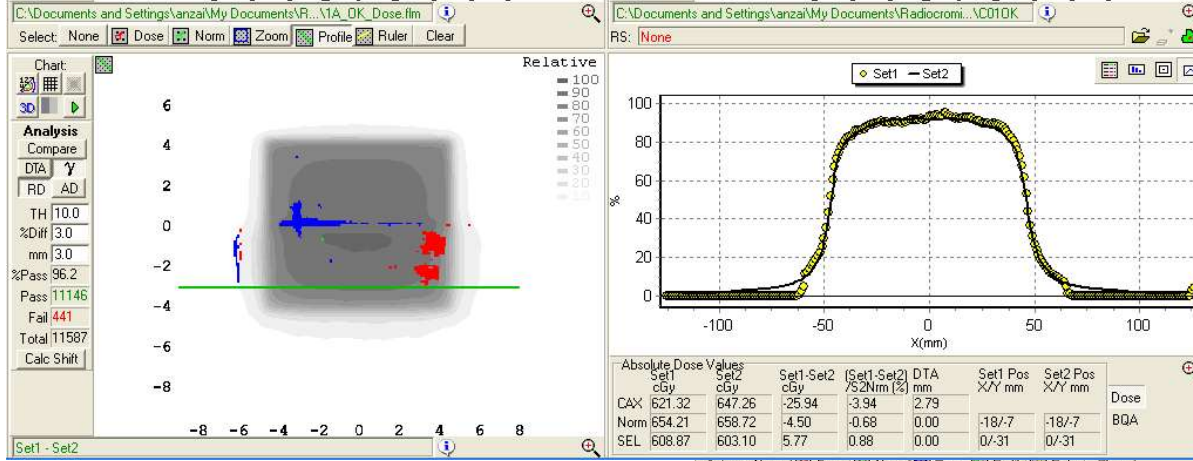 C:\Documents and Settings\anzai\My Documents\R...\1A_OK_Dose.flm
Select: None Dose Norm Zoom Profile Ruler Clear
Chart:
3D
Analysis
Compare
DTA γ
RD AD
TH 10.0
%Diff 3.0
mm 3.0
%Pass 96.2
Pass 11146
Fail 441
Total 11587
Calc Shift
Relative
100
90
80
70
60
50
40
30
20
10
6
4
2
0
-2
-4
-6
-8
-8 -6 -4 -2 0 2 4 6 8
Set1 - Set2
C:\Documents and Settings\anzai\My Documents\Radiocromi...\C01OK
RS: None
Set1 Set2
100
80
60
40
20
0
%
-100 -50 0 50 100
X(mm)
Absolute Dose Values
Set1 Set2 Set1-Set2 (Set1-Set2) DTA Set1 Pos Set2 Pos
cGy cGy cGy /S2Nrm (%) mm X/Y mm X/Y mm
CAX 621.32 647.26 -25.94 -3.94 2.79
Norm 654.21 658.72 -4.50 -0.68 0.00 -18/-7 -18/-7
SEL 608.87 603.10 5.77 0.88 0.00 0/-31 0/-31
Dose
BQA